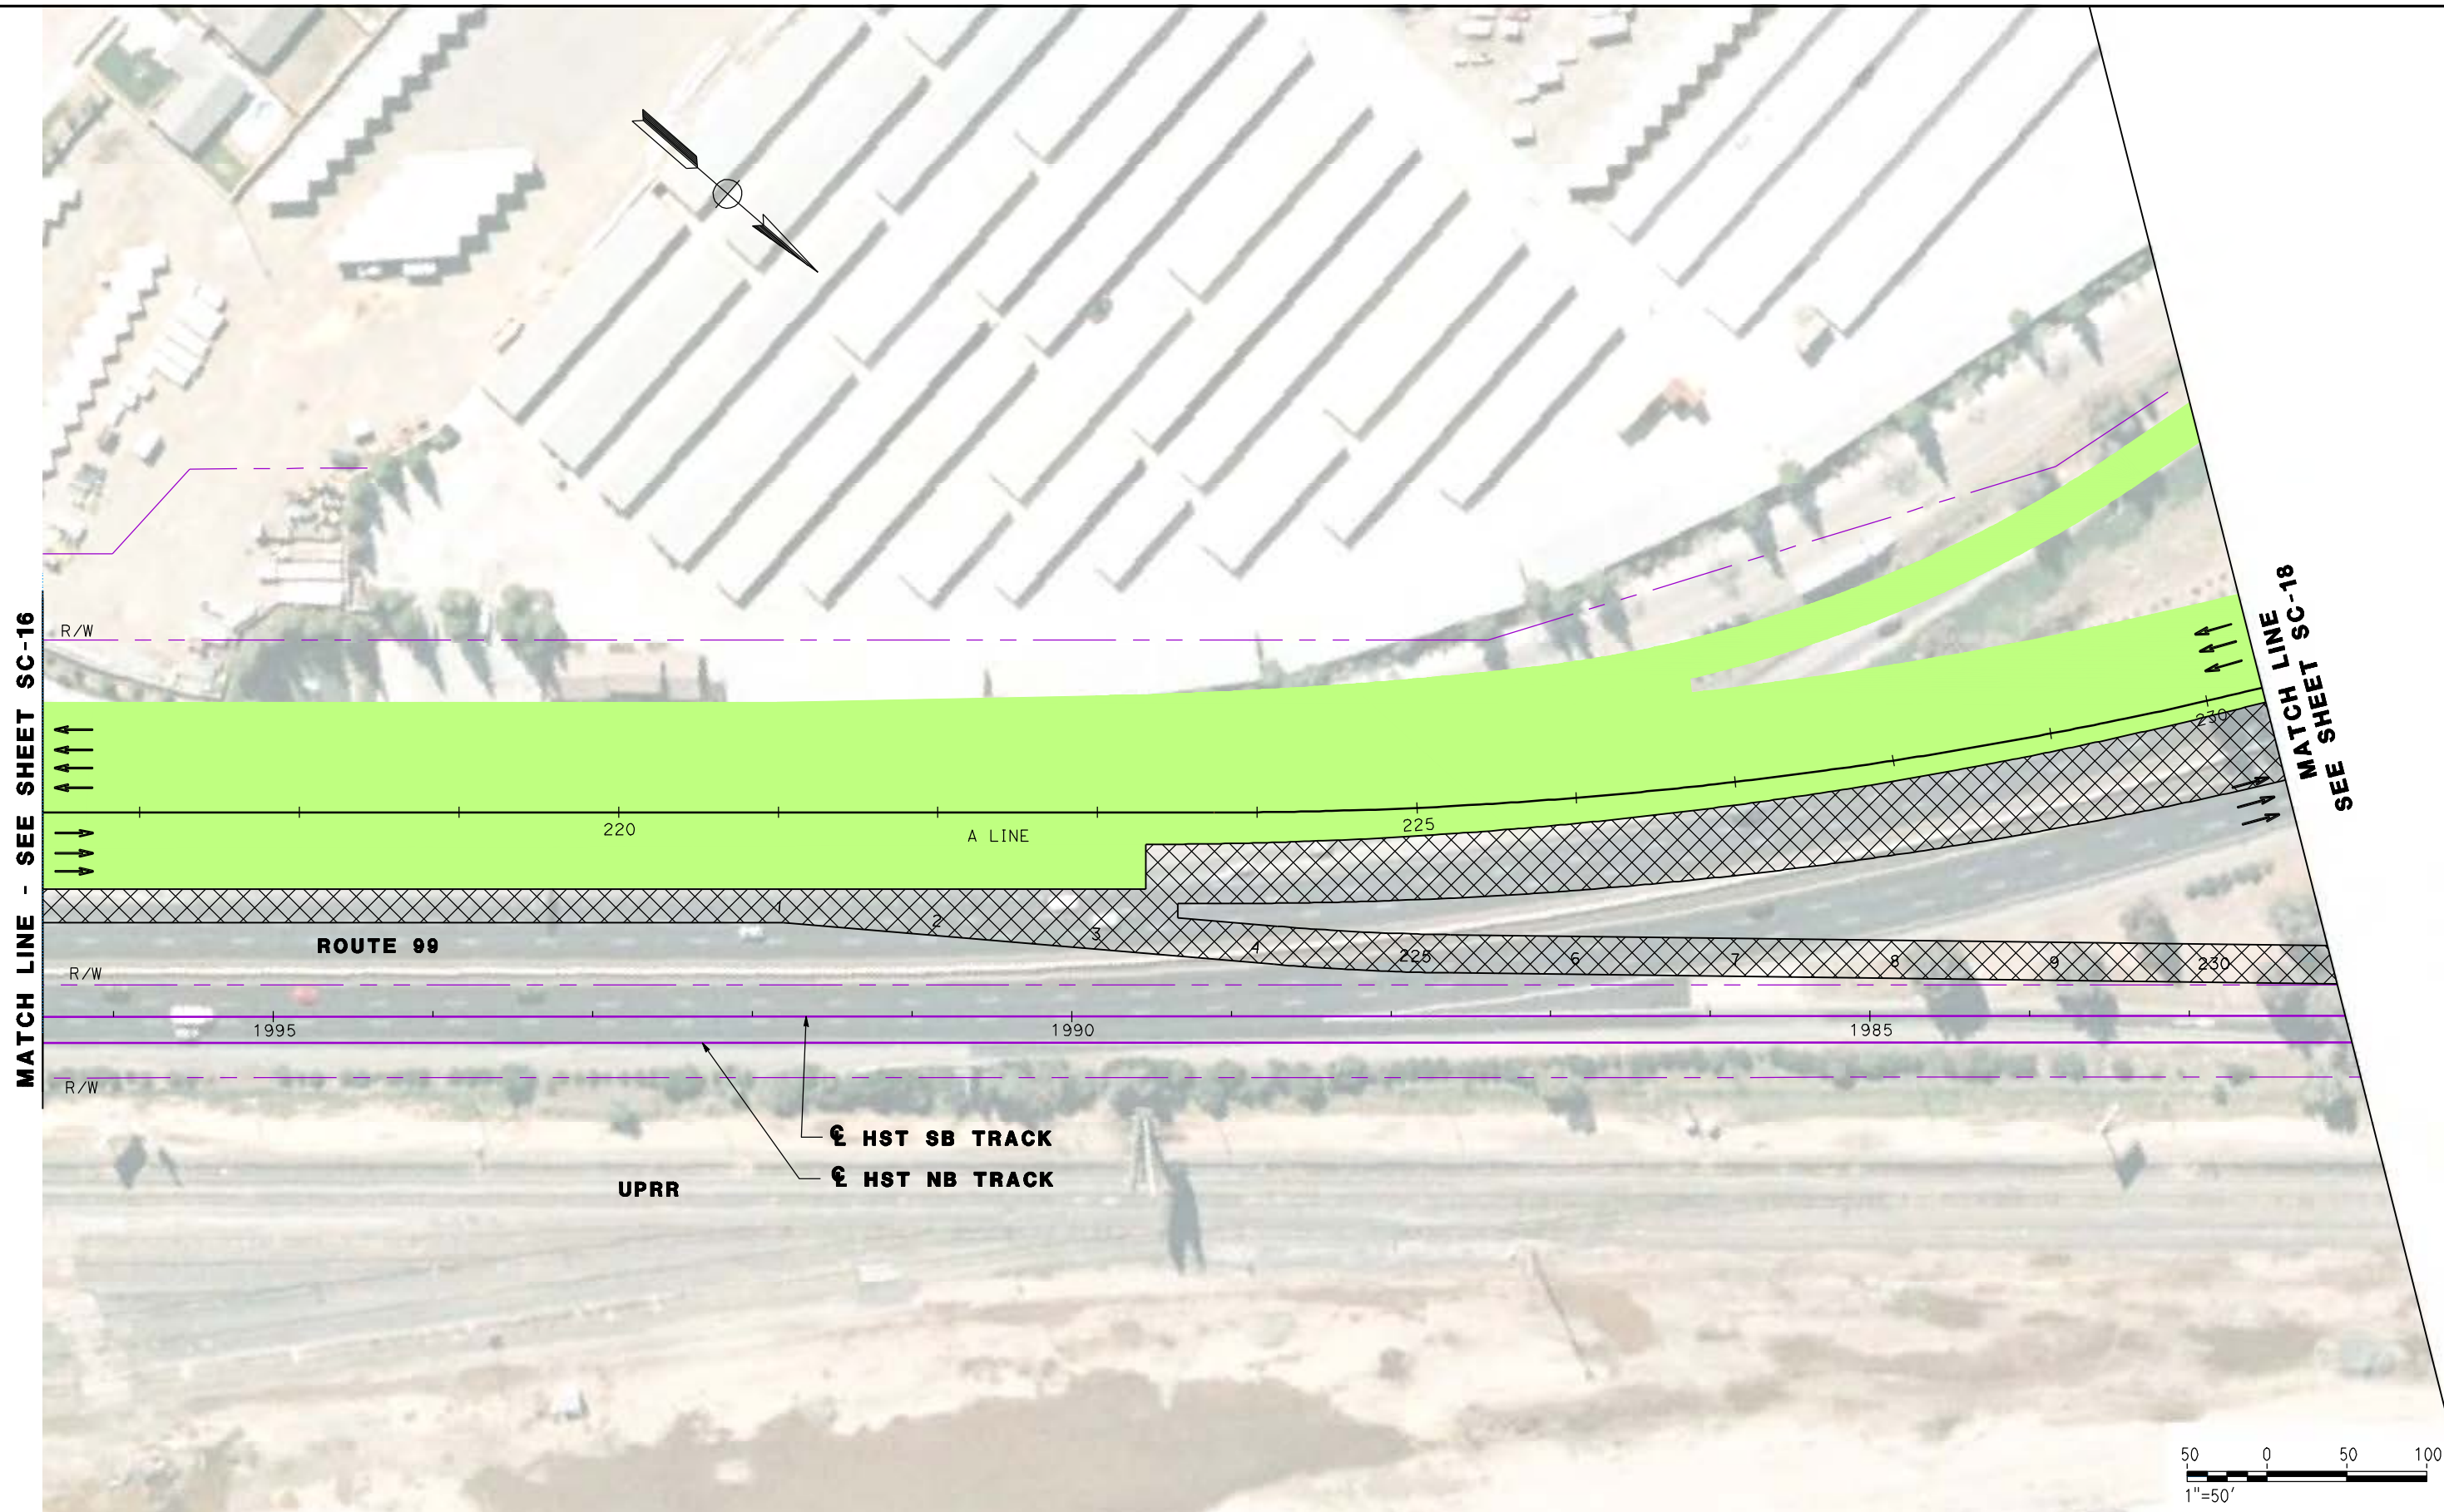 MATCH LINE - SEE SHEET SC-16
R/W
MATCH LINE
SEE SHEET SC-18
230
220
A LINE
225
1
2
3
4
225
6
7
8
9
230
ROUTE 99
R/W
1995
1990
1985
R/W
℄ HST SB TRACK
℄ HST NB TRACK
UPRR
50 0 50 100
1"=50'